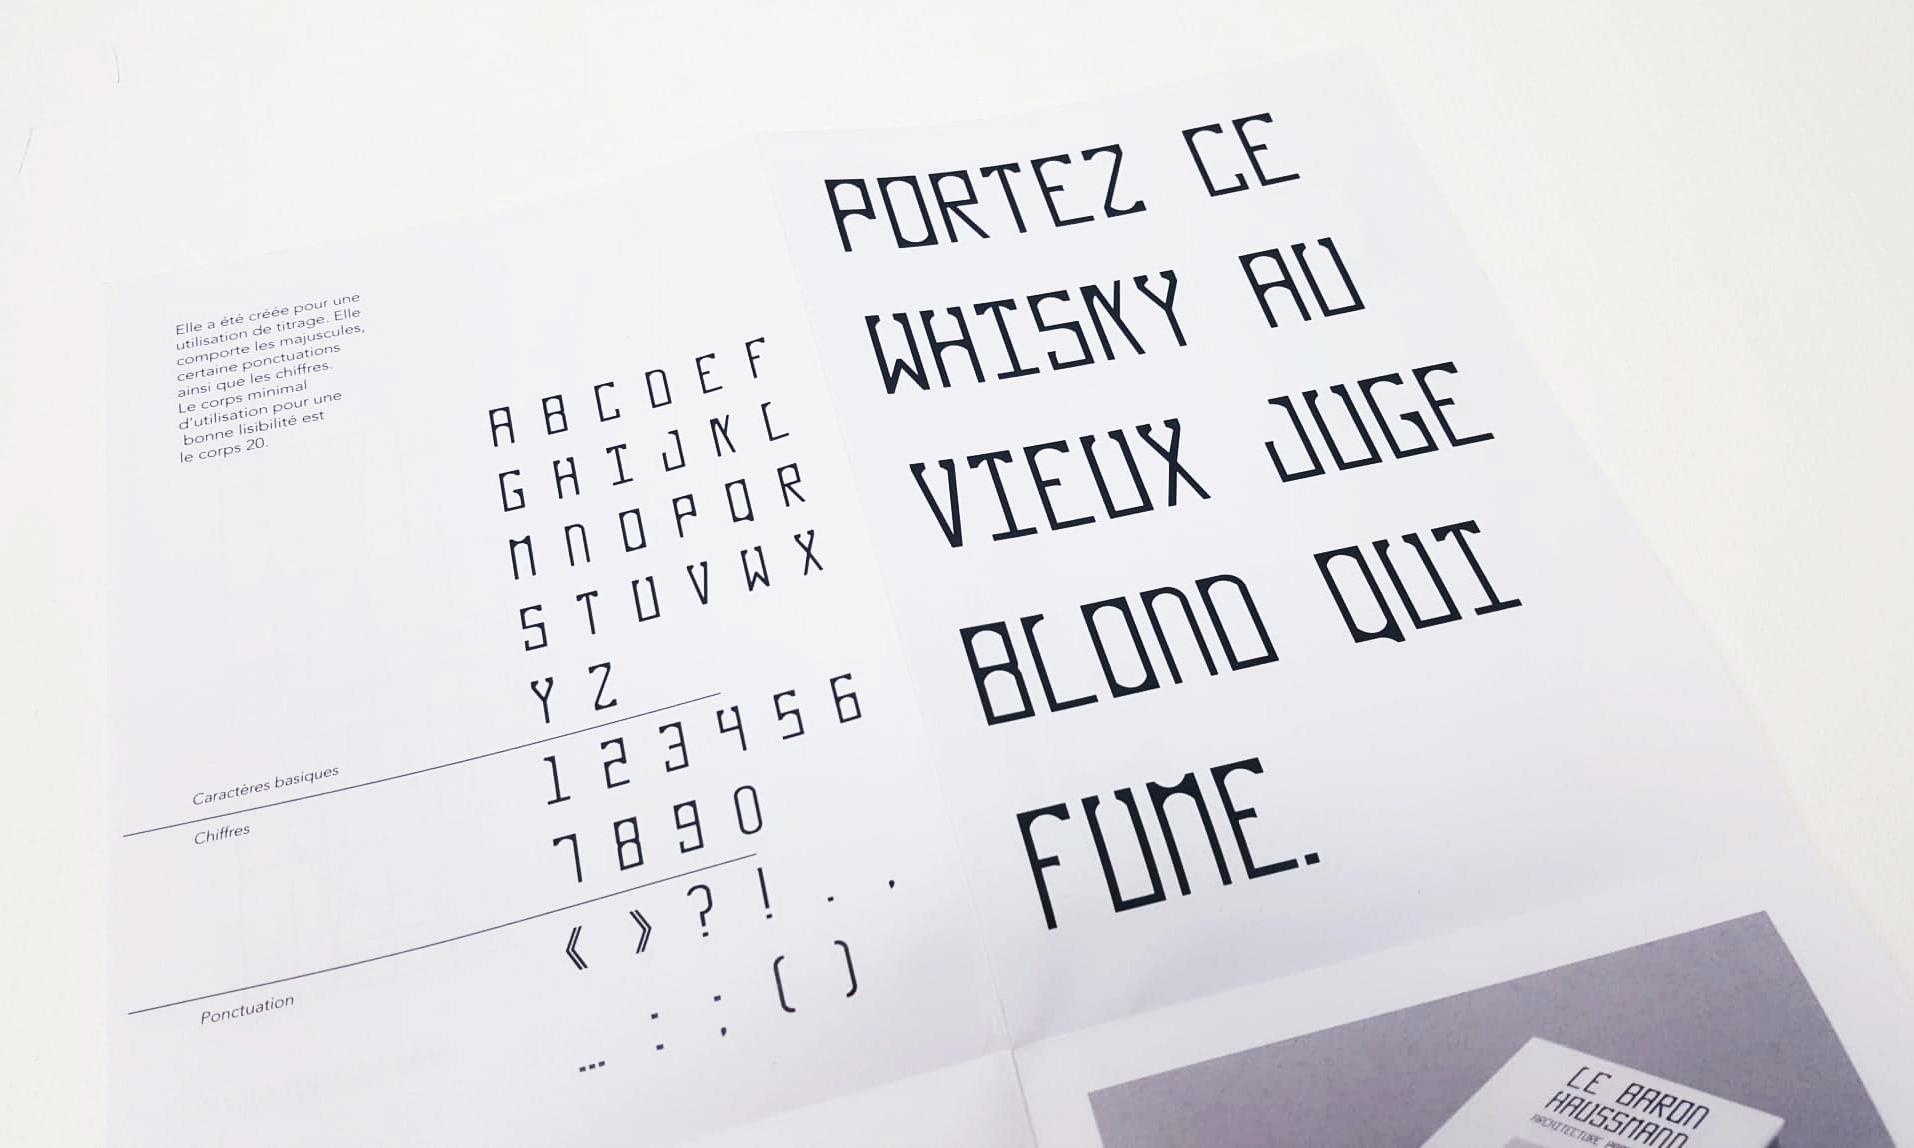 Elle a été créée pour une
utilisation de titrage. Elle
comporte les majuscules,
certaine ponctuations
ainsi que les chiffres.
Le corps minimal
d'utilisation pour une
bonne lisibilité est
le corps 20.
A B C D E F
G H I J K L
M N O P Q R
S T U V W X
Y Z
Caractères basiques
1 2 3 4 5 6
7 8 9 0
Chiffres
« » ? ! . ,
... : ; ( )
Ponctuation
PORTEZ CE
WHISKY AU
VIEUX JUGE
BLOND QUI
FUME.
LE BARON
HAUSSMANN
ARCHITECTURE